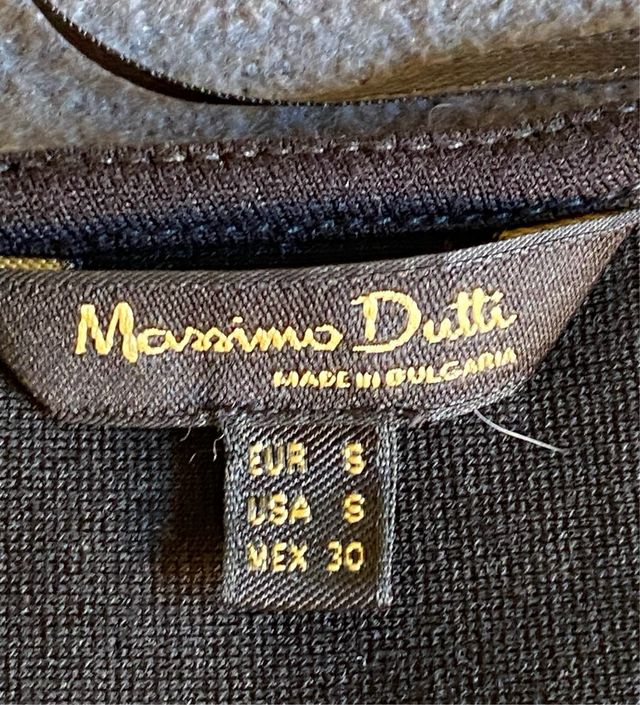 Massimo Dutti
MADE IN BULGARIA
EUR S
USA S
MEX 30